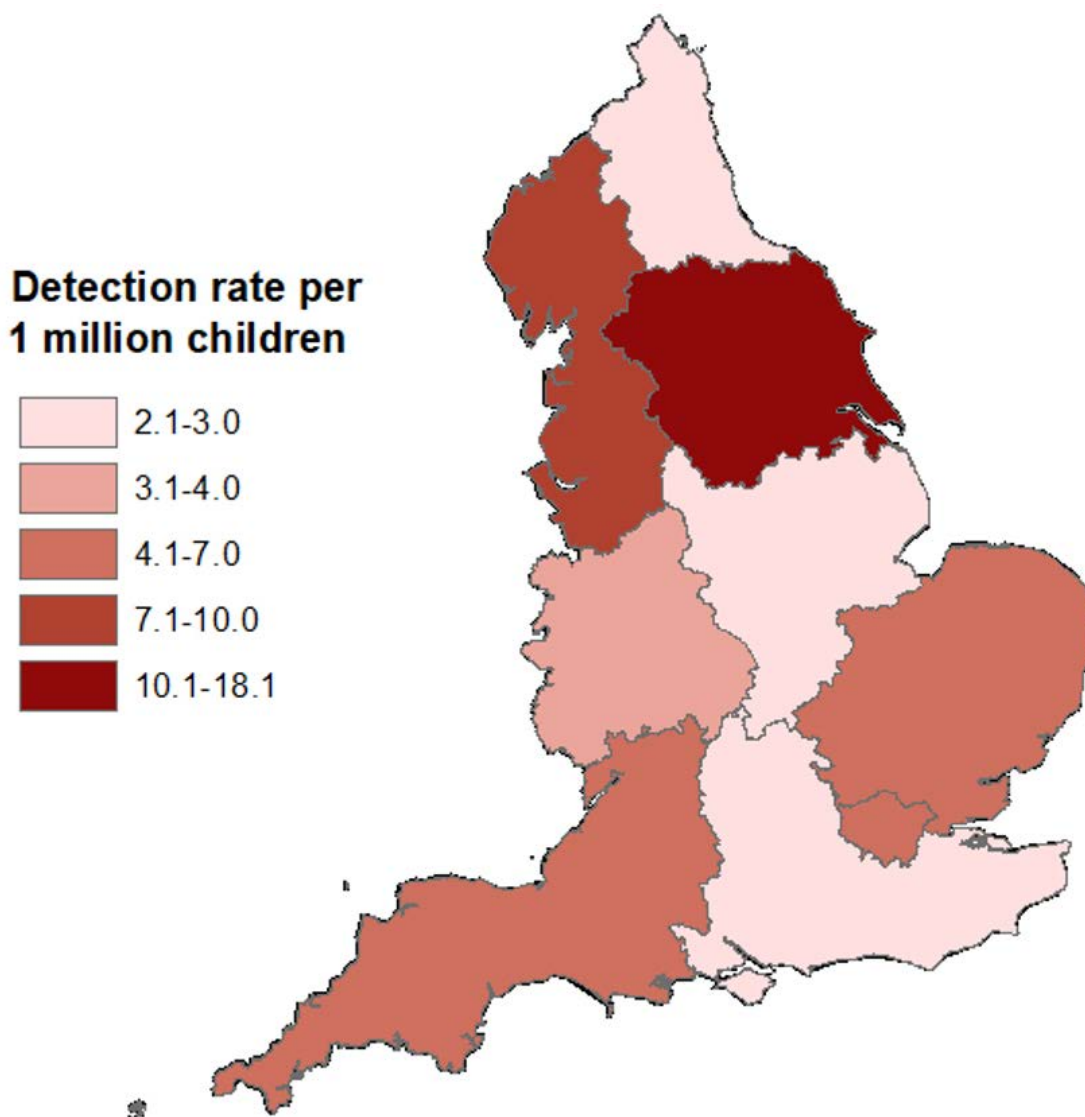 Detection rate per
1 million children
2.1-3.0
3.1-4.0
4.1-7.0
7.1-10.0
10.1-18.1